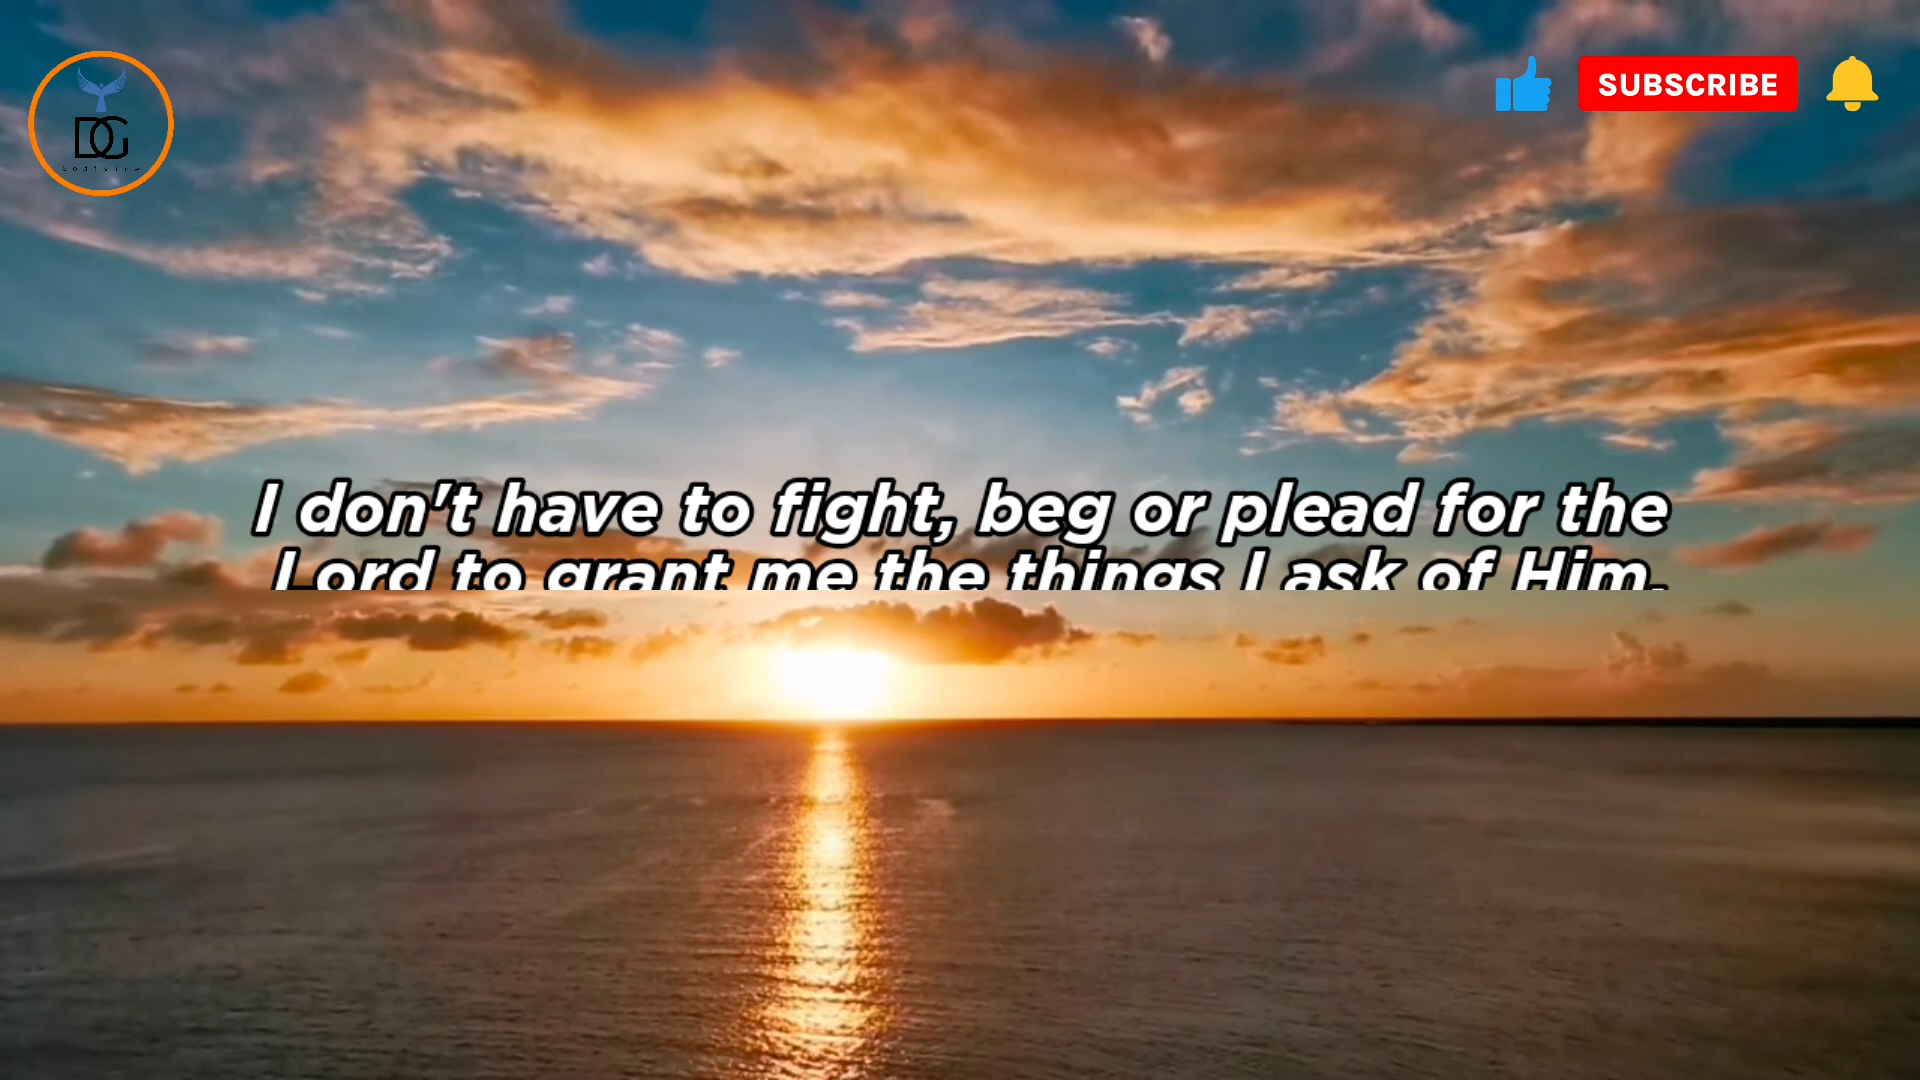 DG
SUBSCRIBE
I don't have to fight, beg or plead for the
Lord to grant me the things I ask of Him.